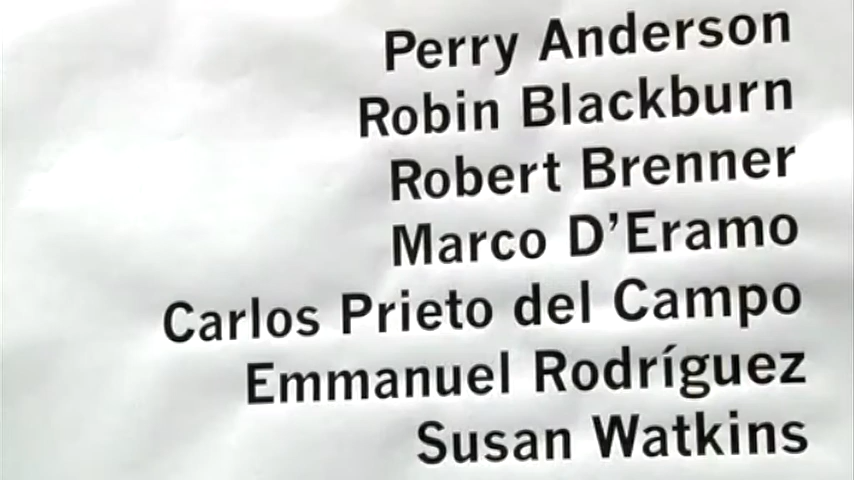 Perry Anderson
Robin Blackburn
Robert Brenner
Marco D’Eramo
Carlos Prieto del Campo
Emmanuel Rodríguez
Susan Watkins